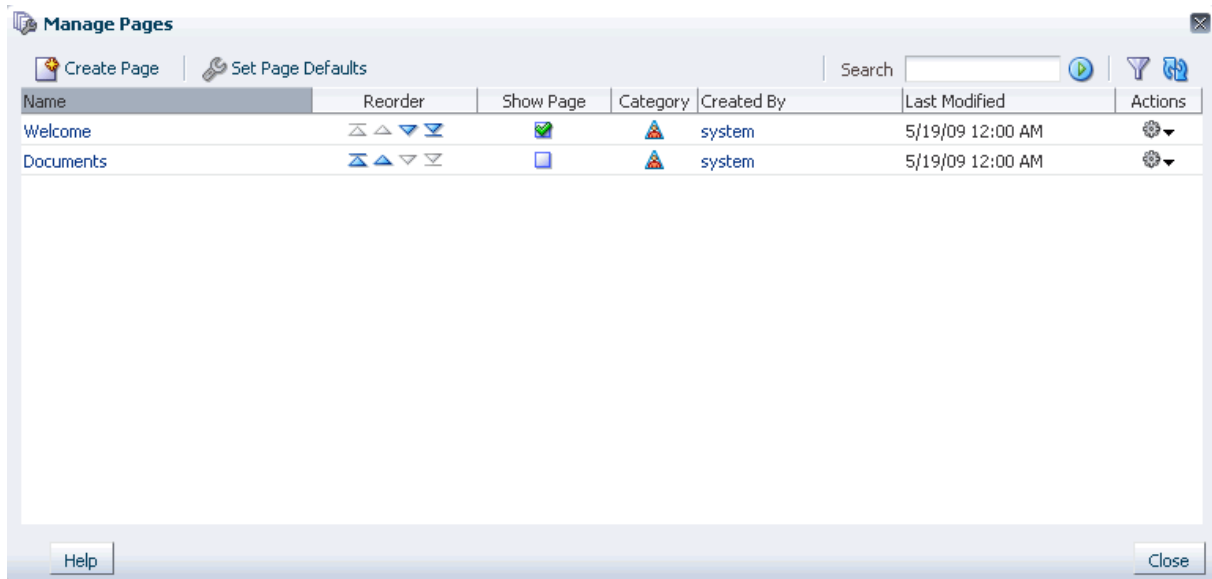 Manage Pages
Create Page Set Page Defaults Search
Name Reorder Show Page Category Created By Last Modified Actions
Welcome system 5/19/09 12:00 AM
Documents system 5/19/09 12:00 AM
Help Close